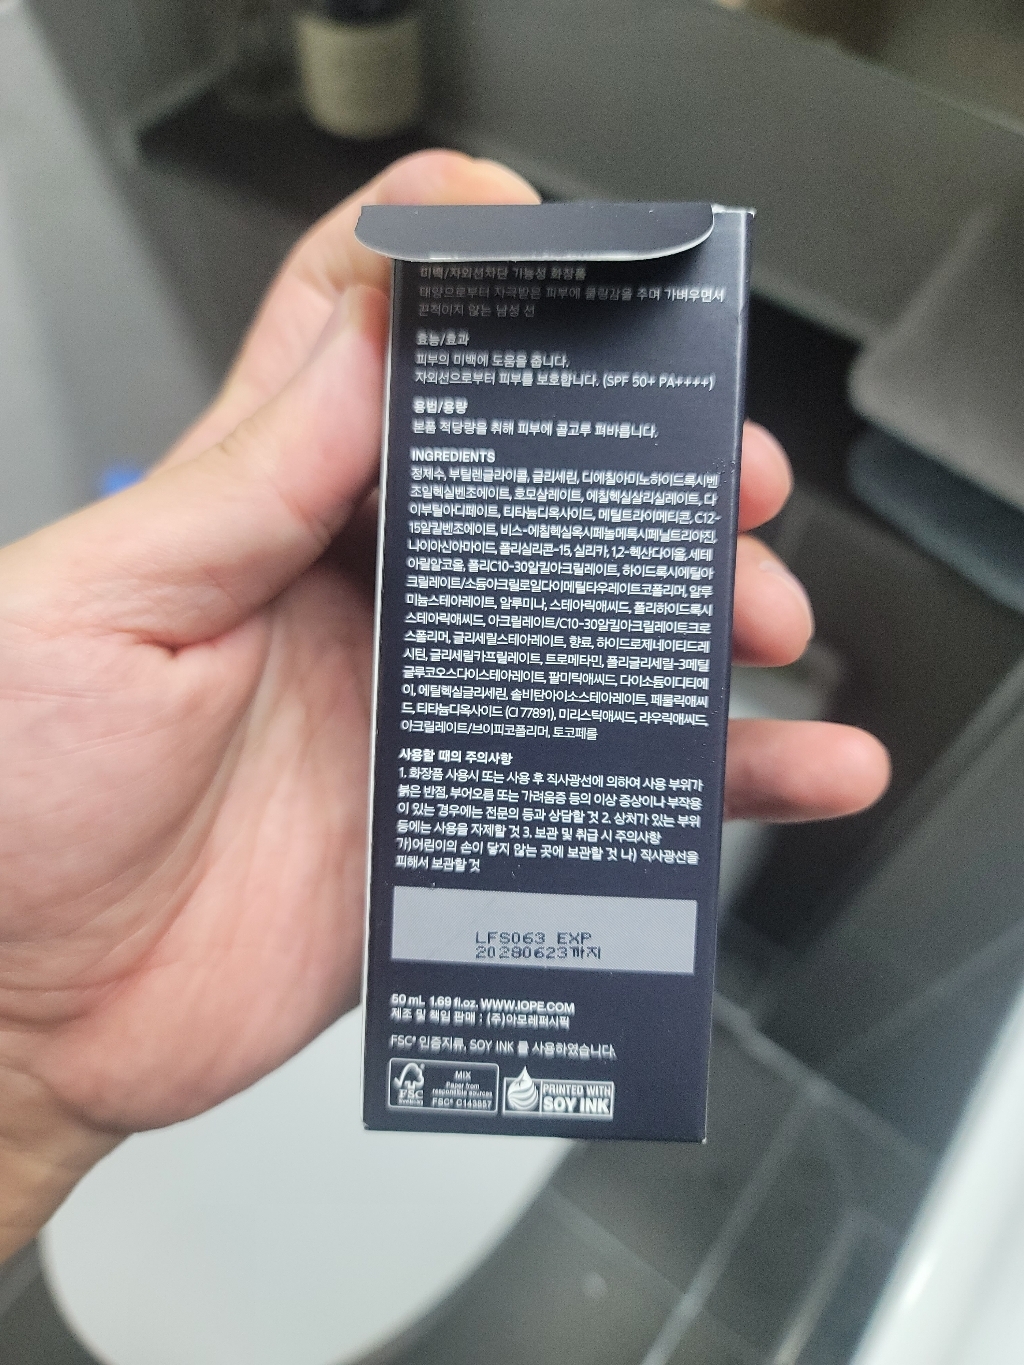 미백/자외선차단 기능성 화장품
태양으로부터 자극받은 피부에 쿨링감을 주며 가벼우면서
끈적이지 않는 남성 선
효능/효과
피부의 미백에 도움을 줍니다.
자외선으로부터 피부를 보호합니다. (SPF 50+ PA++++)
용법/용량
본품 적당량을 취해 피부에 골고루 펴바릅니다.
INGREDIENTS
정제수, 부틸렌글라이콜, 글리세린, 디에칠아미노하이드록시벤
조일헥실벤조에이트, 호모살레이트, 에칠헥실살리실레이트, 다
이부틸아디페이트, 티타늄디옥사이드, 메틸트라이메티콘, C12-
15알킬벤조에이트, 비스-에칠헥실옥시페놀메톡시페닐트리아진,
나이아신아마이드, 폴리실리콘-15, 실리카, 1,2-헥산다이올, 세테
아릴알코올, 폴리C10-30알킬아크릴레이트, 하이드록시에틸아
크릴레이트/소듐아크릴로일다이메틸타우레이트코폴리머, 알루
미늄스테아레이트, 알루미나, 스테아릭애씨드, 폴리하이드록시
스테아릭애씨드, 아크릴레이트/C10-30알킬아크릴레이트크로
스폴리머, 글리세릴스테아레이트, 향료, 하이드로제네이티드레
시틴, 글리세릴카프릴레이트, 트로메타민, 폴리글리세릴-3메틸
글루코오스다이스테아레이트, 팔미틱애씨드, 다이소듐이디티에
이, 에틸헥실글리세린, 솔비탄아이소스테아레이트, 페룰릭애씨
드, 티타늄디옥사이드 (CI 77891), 미리스틱애씨드, 라우릭애씨드,
아크릴레이트/브이피코폴리머, 토코페롤
사용할 때의 주의사항
1. 화장품 사용시 또는 사용 후 직사광선에 의하여 사용 부위가
붉은 반점, 부어오름 또는 가려움증 등의 이상 증상이나 부작용
이 있는 경우에는 전문의 등과 상담할 것 2. 상처가 있는 부위
등에는 사용을 자제할 것 3. 보관 및 취급 시 주의사항
가)어린이의 손이 닿지 않는 곳에 보관할 것 나) 직사광선을
피해서 보관할 것
LFS063 EXP
20280623까지
50 mL 1.69 fl.oz. WWW.IOPE.COM
제조 및 책임 판매 : (주)아모레퍼시픽
FSC® 인증지류, SOY INK 를 사용하였습니다.
FSC
MIX
Paper from
responsible sources
FSC® C143857
PRINTED WITH
SOY INK